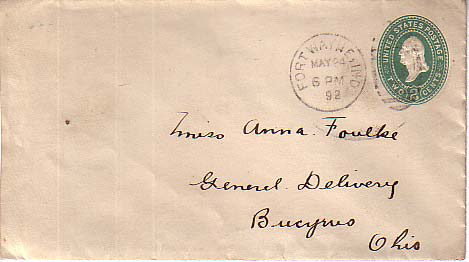 UNITED STATES POSTAGE
TWO 2 CENTS
FORT WAYNE, IND.
MAY 24
6 PM
92
Miss Anna. Foulke
General Delivery
Bucyrus
Ohio